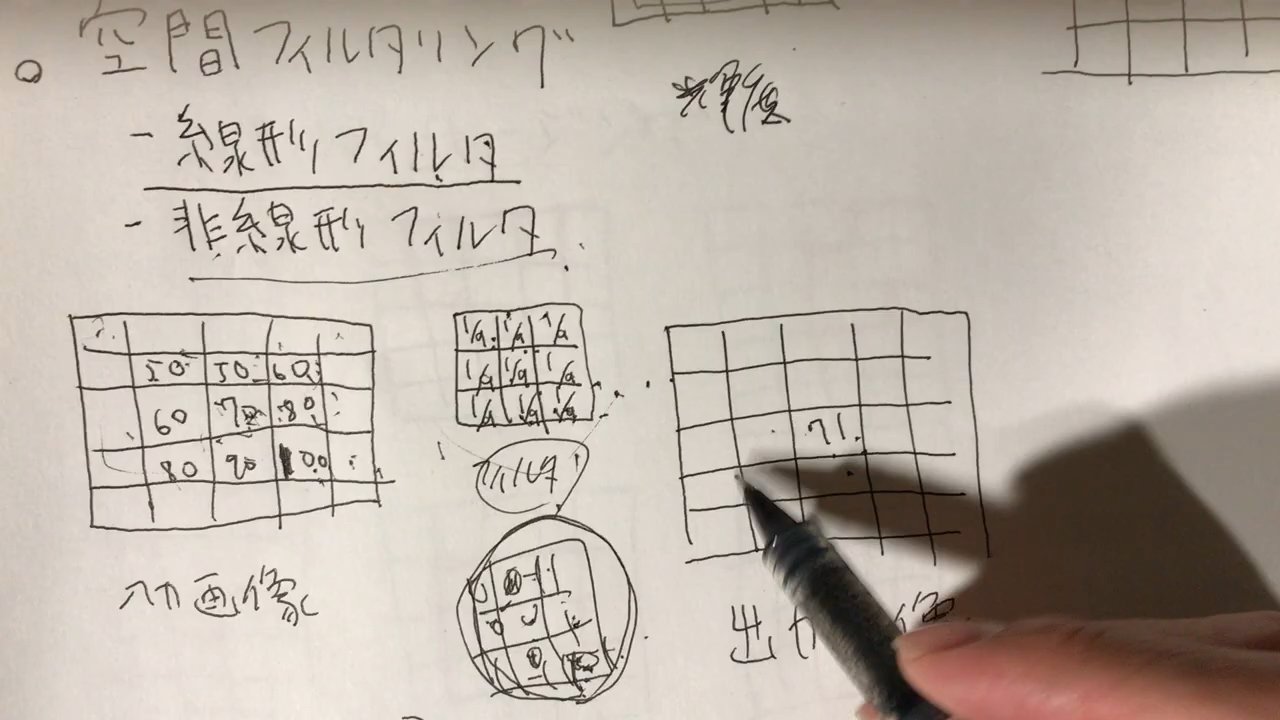 空間フィルタリング
輝度
- 線形フィルタ
- 非線形フィルタ
50 50 60
60 72 80
80 90 100
1/9 1/9 1/9
1/9 1/9 1/9
1/9 1/9 1/9
71
フィルタ
入力画像
出力 像